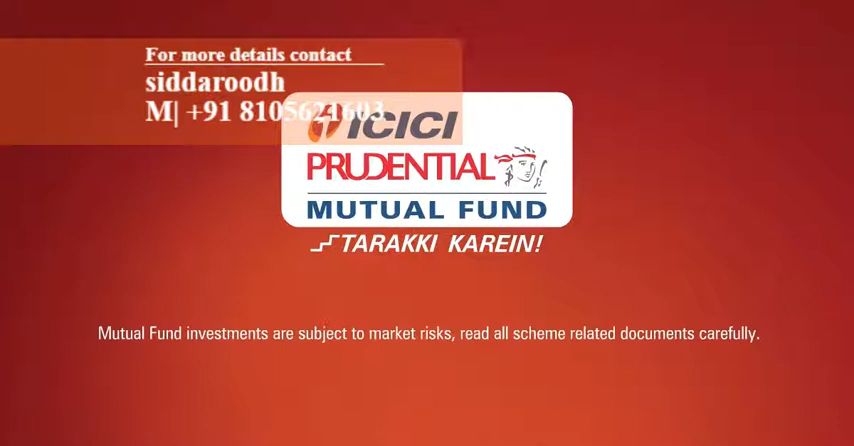 For more details contact
siddaroodh
M| +91 8105621603
ICICI
PRUDENTIAL
MUTUAL FUND
TARAKKI KAREIN!
Mutual Fund investments are subject to market risks, read all scheme related documents carefully.